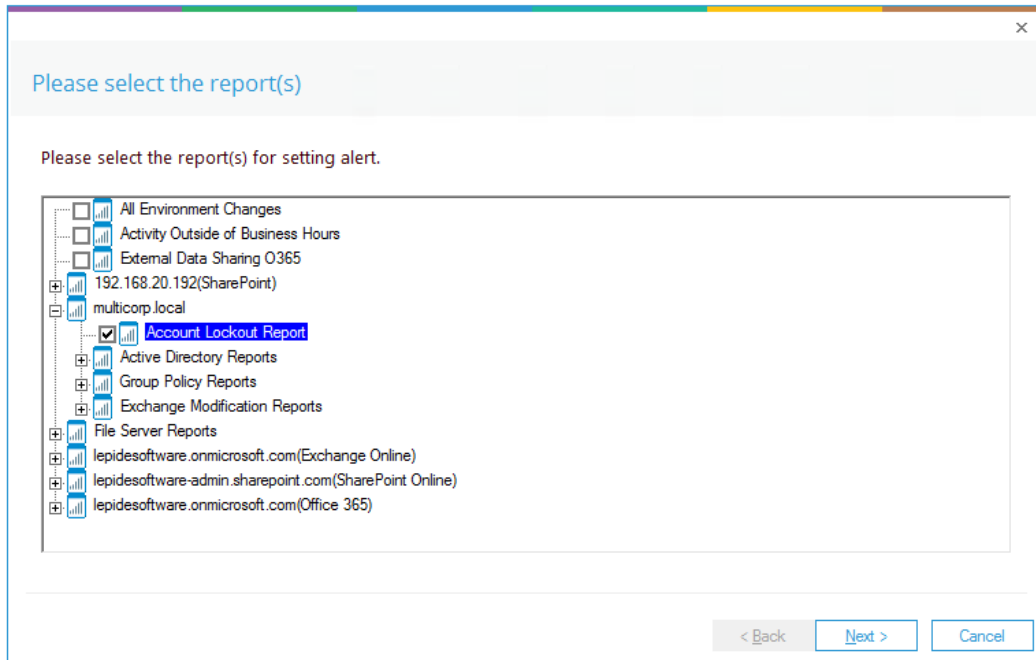 Please select the report(s)
Please select the report(s) for setting alert.
All Environment Changes
Activity Outside of Business Hours
External Data Sharing O365
192.168.20.192(SharePoint)
multicorp.local
Account Lockout Report
Active Directory Reports
Group Policy Reports
Exchange Modification Reports
File Server Reports
lepidesoftware.onmicrosoft.com(Exchange Online)
lepidesoftware-admin.sharepoint.com(SharePoint Online)
lepidesoftware.onmicrosoft.com(Office 365)
< Back Next > Cancel